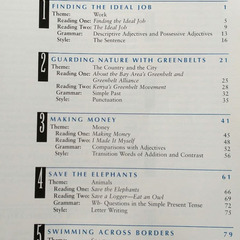 1 FINDING THE IDEAL JOB 1
Theme: Work
Reading One: Finding the Ideal Job 5
Reading Two: The Ideal Job 9
Grammar: Descriptive Adjectives and Possessive Adjectives 13
Style: The Sentence 16
2 GUARDING NATURE WITH GREENBELTS 21
Theme: The Country and the City
Reading One: About the Bay Area's Greenbelt and
Greenbelt Alliance 25
Reading Two: Kenya's Greenbelt Movement 28
Grammar: Simple Past 32
Style: Punctuation 35
3 MAKING MONEY 41
Theme: Money
Reading One: Making Money 45
Reading Two: I Made It Myself 48
Grammar: Comparisons with Adjectives 52
Style: Transition Words of Addition and Contrast 56
4 SAVE THE ELEPHANTS 61
Theme: Animals
Reading One: Save the Elephants 66
Reading Two: Save a Logger—Eat an Owl 69
Grammar: Wh- Questions in the Simple Present Tense 72
Style: Letter Writing 75
5 SWIMMING ACROSS BORDERS 79